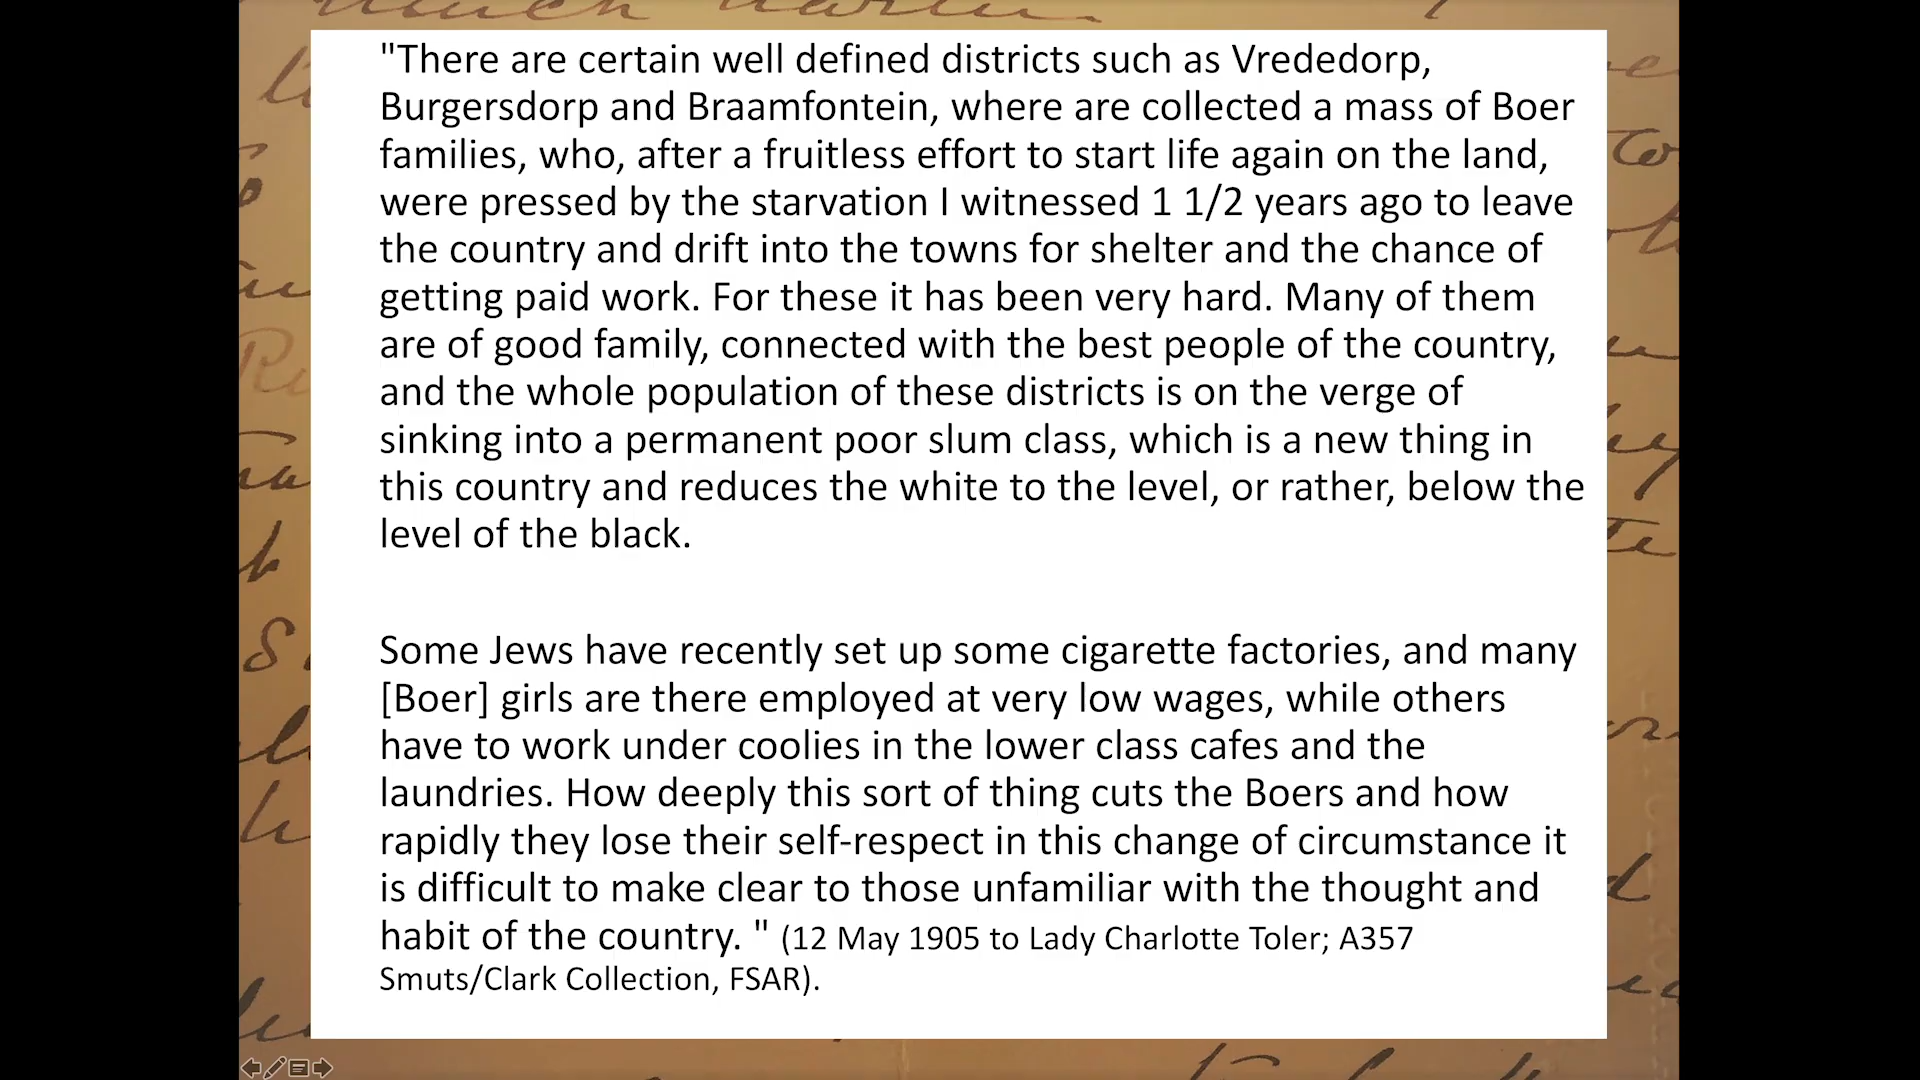 "There are certain well defined districts such as Vrededorp,
Burgersdorp and Braamfontein, where are collected a mass of Boer
families, who, after a fruitless effort to start life again on the land,
were pressed by the starvation I witnessed 1 1/2 years ago to leave
the country and drift into the towns for shelter and the chance of
getting paid work. For these it has been very hard. Many of them
are of good family, connected with the best people of the country,
and the whole population of these districts is on the verge of
sinking into a permanent poor slum class, which is a new thing in
this country and reduces the white to the level, or rather, below the
level of the black.
Some Jews have recently set up some cigarette factories, and many
[Boer] girls are there employed at very low wages, while others
have to work under coolies in the lower class cafes and the
laundries. How deeply this sort of thing cuts the Boers and how
rapidly they lose their self-respect in this change of circumstance it
is difficult to make clear to those unfamiliar with the thought and
habit of the country. " (12 May 1905 to Lady Charlotte Toler; A357
Smuts/Clark Collection, FSAR).